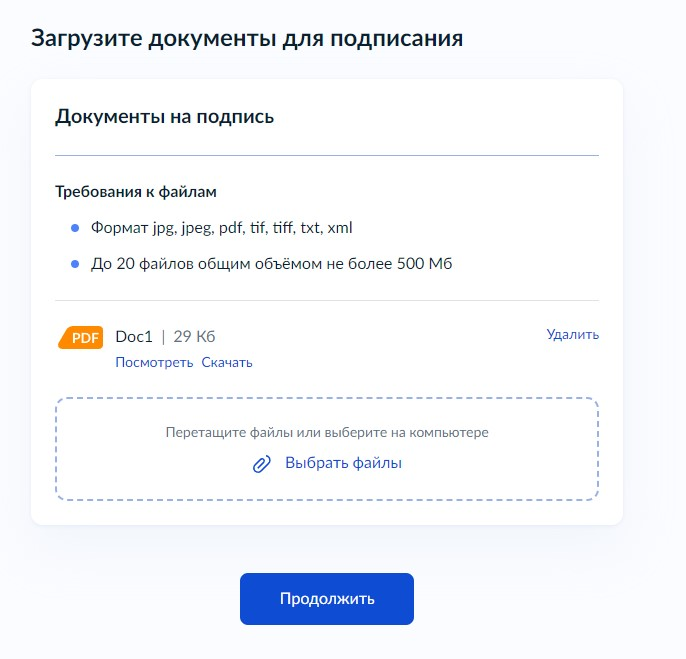 Загрузите документы для подписания
Документы на подпись
Требования к файлам
Формат jpg, jpeg, pdf, tif, tiff, txt, xml
До 20 файлов общим объёмом не более 500 Мб
PDF Doc1 | 29 Кб Удалить
Посмотреть Скачать
Перетащите файлы или выберите на компьютере
Выбрать файлы
Продолжить